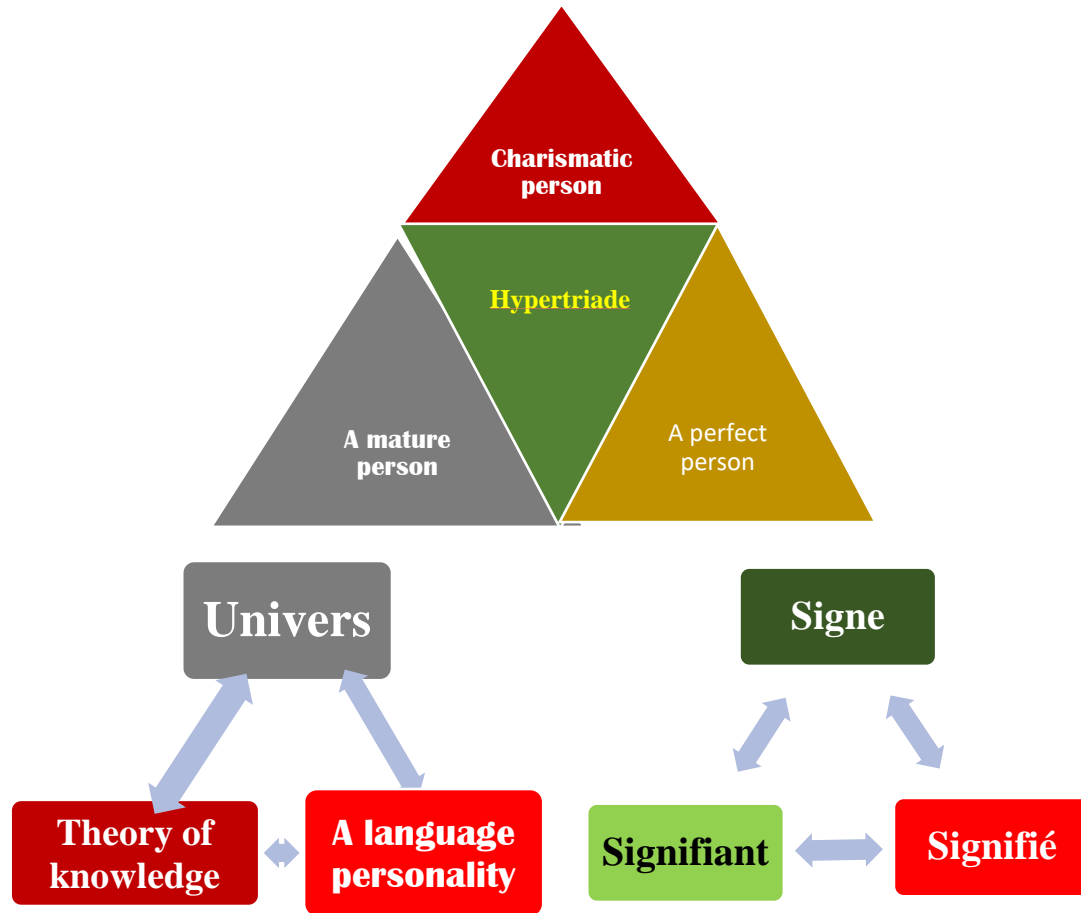 Charismatic
person
Hypertriade
A mature
person
A perfect
person
Univers
Signe
Theory of
knowledge
A language
personality
Signifiant
Signifié